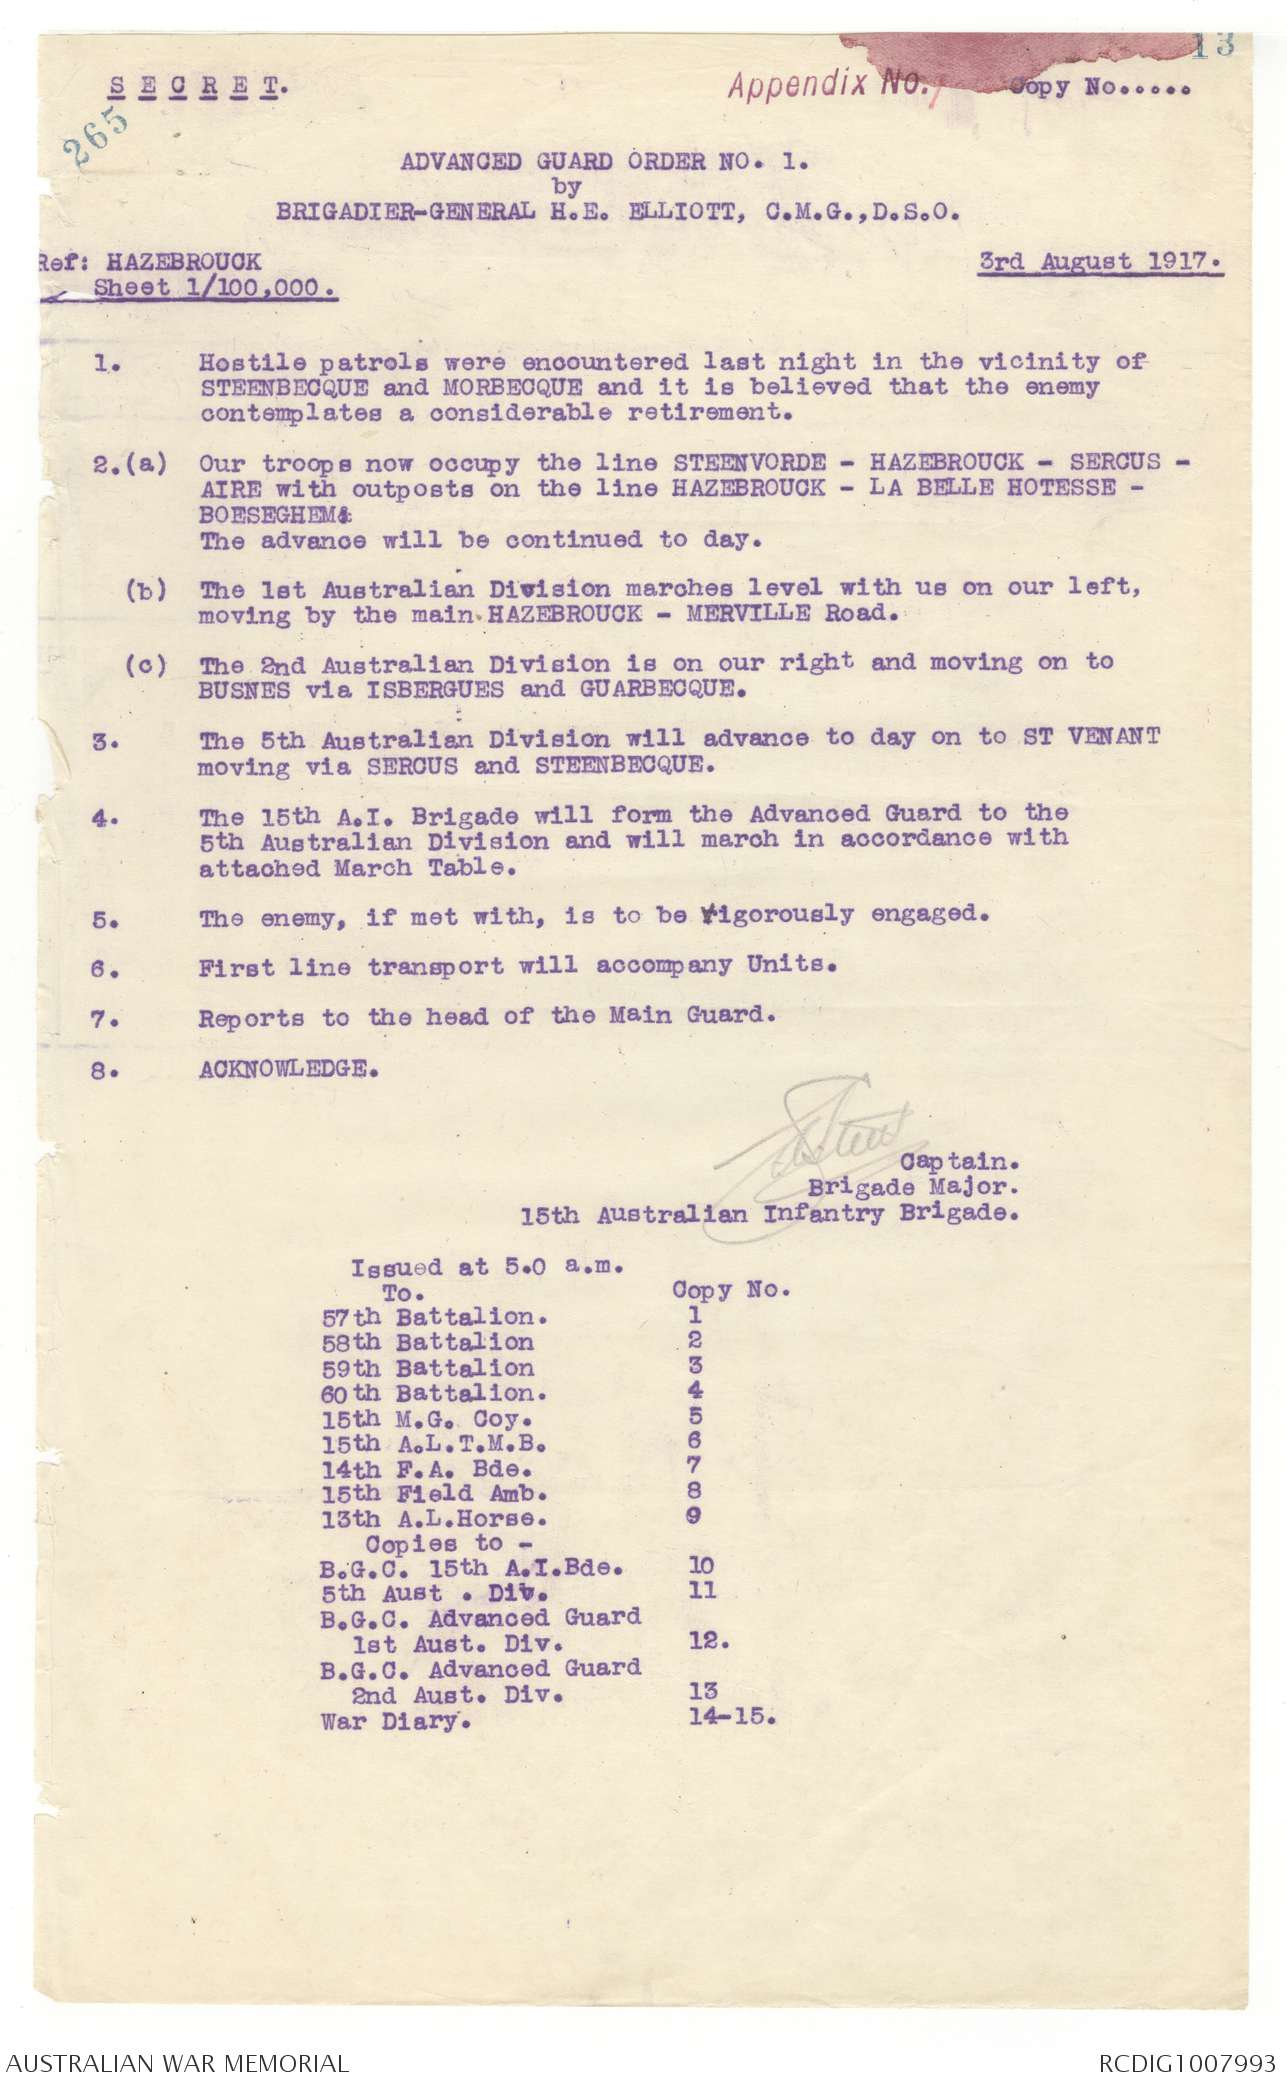 13
S E C R E T.
Appendix No.
Copy No.....
265
ADVANCED GUARD ORDER NO. 1.
by
BRIGADIER-GENERAL H.E. ELLIOTT, C.M.G.,D.S.O.
Ref: HAZEBROUCK
3rd August 1917.
Sheet 1/100,000.
1. Hostile patrols were encountered last night in the vicinity of
STEENBECQUE and MORBECQUE and it is believed that the enemy
contemplates a considerable retirement.
2.(a) Our troops now occupy the line STEENVORDE - HAZEBROUCK - SERCUS -
AIRE with outposts on the line HAZEBROUCK - LA BELLE HOTESSE -
BOESEGHEM&
The advance will be continued to day.
(b) The 1st Australian Division marches level with us on our left,
moving by the main HAZEBROUCK - MERVILLE Road.
(c) The 2nd Australian Division is on our right and moving on to
BUSNES via ISBERGUES and GUARBECQUE.
3. The 5th Australian Division will advance to day on to ST VENANT
moving via SERCUS and STEENBECQUE.
4. The 15th A.I. Brigade will form the Advanced Guard to the
5th Australian Division and will march in accordance with
attached March Table.
5. The enemy, if met with, is to be vigorously engaged.
6. First line transport will accompany Units.
7. Reports to the head of the Main Guard.
8. ACKNOWLEDGE.
Captain.
Brigade Major.
15th Australian Infantry Brigade.
Issued at 5.0 a.m.
To. Copy No.
57th Battalion. 1
58th Battalion 2
59th Battalion 3
60th Battalion. 4
15th M.G. Coy. 5
15th A.L.T.M.B. 6
14th F.A. Bde. 7
15th Field Amb. 8
13th A.L.Horse. 9
Copies to -
B.G.C. 15th A.I.Bde. 10
5th Aust . Div. 11
B.G.C. Advanced Guard
1st Aust. Div. 12.
B.G.C. Advanced Guard
2nd Aust. Div. 13
War Diary. 14-15.
AUSTRALIAN WAR MEMORIAL
RCDIG1007993